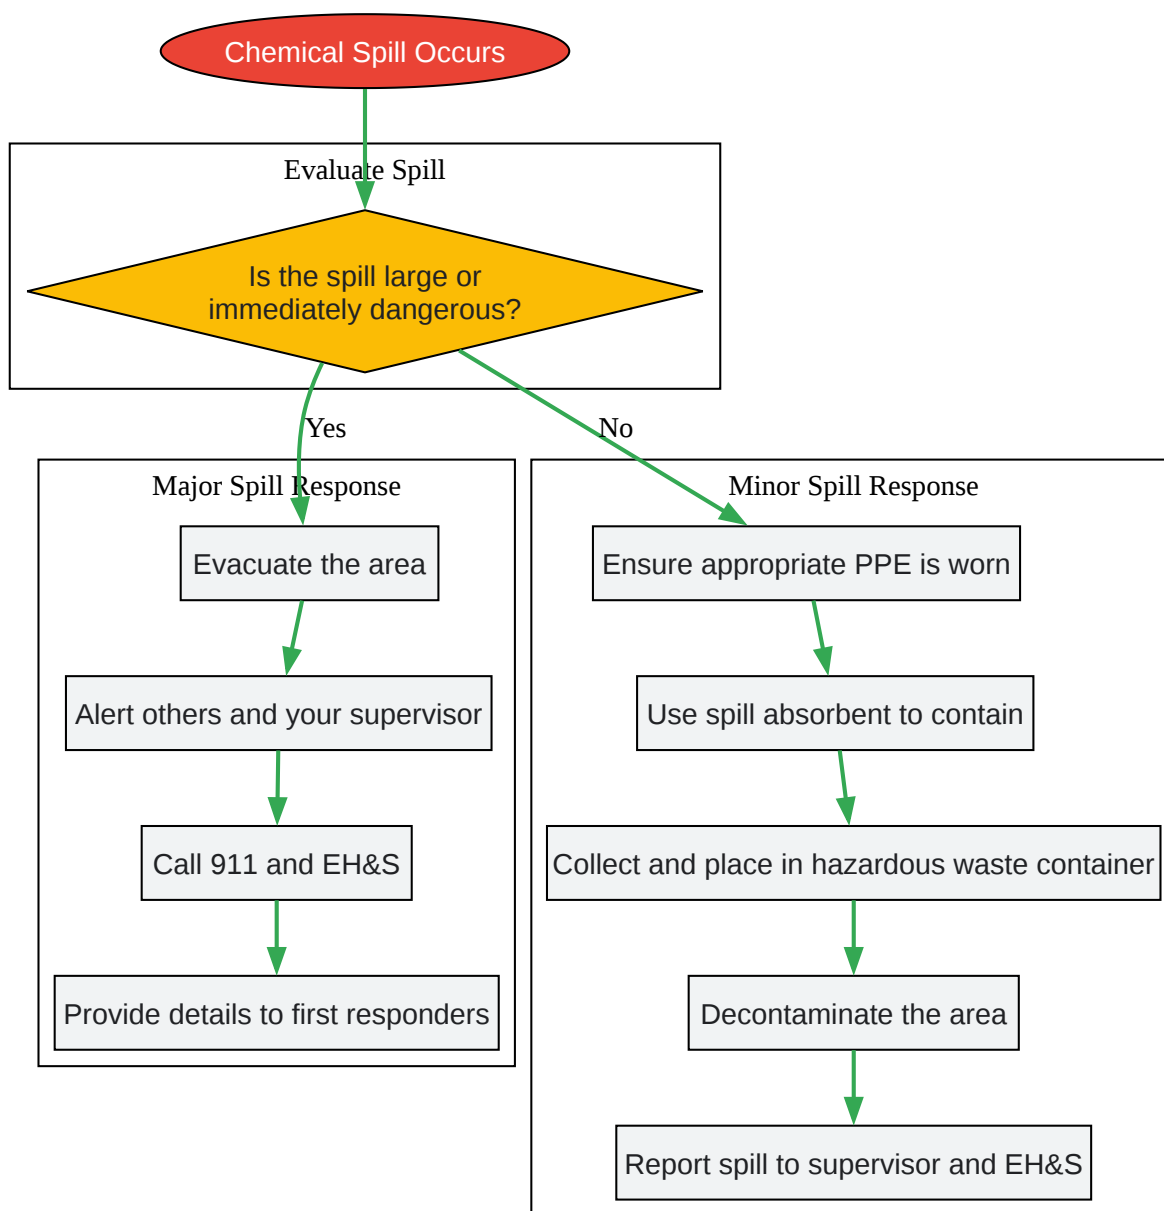 Chemical Spill Occurs
Evaluate Spill
Is the spill large or
immediately dangerous?
Yes
No
Major Spill Response
Evacuate the area
Alert others and your supervisor
Call 911 and EH&S
Provide details to first responders
Minor Spill Response
Ensure appropriate PPE is worn
Use spill absorbent to contain
Collect and place in hazardous waste container
Decontaminate the area
Report spill to supervisor and EH&S